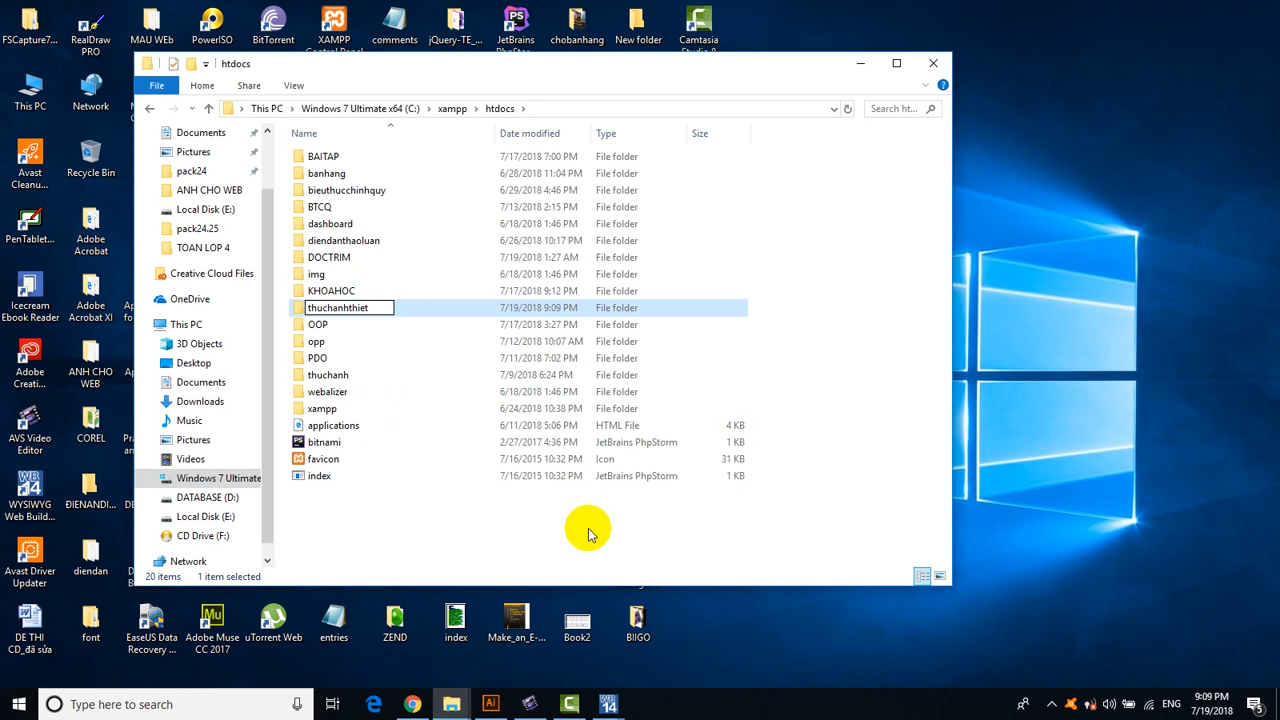 FSCapture7... RealDraw PRO MAU WEb PowerISO BitTorrent XAMPP Control Panel comments jQuery-TE_... JetBrains PhpStorm chobanhang New folder Camtasia Studio 8
htdocs
File Home Share View
This PC Windows 7 Ultimate x64 (C:) xampp htdocs Search ht...
Name Date modified Type Size
BAITAP 7/17/2018 7:00 PM File folder
banhang 6/28/2018 11:04 PM File folder
bieuthucchinhquy 6/29/2018 4:46 PM File folder
BTCQ 7/13/2018 2:15 PM File folder
dashboard 6/18/2018 1:46 PM File folder
diendanthaoluan 6/26/2018 10:17 PM File folder
DOCTRIM 7/19/2018 1:27 AM File folder
img 6/18/2018 1:46 PM File folder
KHOAHOC 7/17/2018 9:12 PM File folder
thuchanhthiet 7/19/2018 9:09 PM File folder
OOP 7/17/2018 3:27 PM File folder
opp 7/12/2018 10:07 AM File folder
PDO 7/11/2018 7:02 PM File folder
thuchanh 7/9/2018 6:24 PM File folder
webalizer 6/18/2018 1:46 PM File folder
xampp 6/24/2018 10:38 PM File folder
applications 6/11/2018 5:06 PM HTML File 4 KB
bitnami 2/27/2017 4:36 PM JetBrains PhpStorm 1 KB
favicon 7/16/2015 10:32 PM Icon 31 KB
index 7/16/2015 10:32 PM JetBrains PhpStorm 1 KB
Documents
Pictures
pack24
ANH CHO WEB
Local Disk (E:)
pack24.25
TOAN LOP 4
Creative Cloud Files
OneDrive
This PC
3D Objects
Desktop
Documents
Downloads
Music
Pictures
Videos
Windows 7 Ultimate
DATABASE (D:)
Local Disk (E:)
CD Drive (F:)
Network
20 items 1 item selected
This PC Network
Avast Cleanu... Recycle Bin
PenTablet... Adobe Acrobat
Icecream Ebook Reader Adobe Acrobat XI
Adobe Creati... ANH CHO WEB
AVS Video Editor COREL
WYSIWYG Web Build... ĐIENANDI...
Avast Driver Updater diendan
DE THI CD_đã sửa font EaseUS Data Recovery ... Adobe Muse CC 2017 uTorrent Web entries ZEND index Make_an_E-... Book2 BIIGO
Type here to search
ENG
9:09 PM
7/19/2018
5